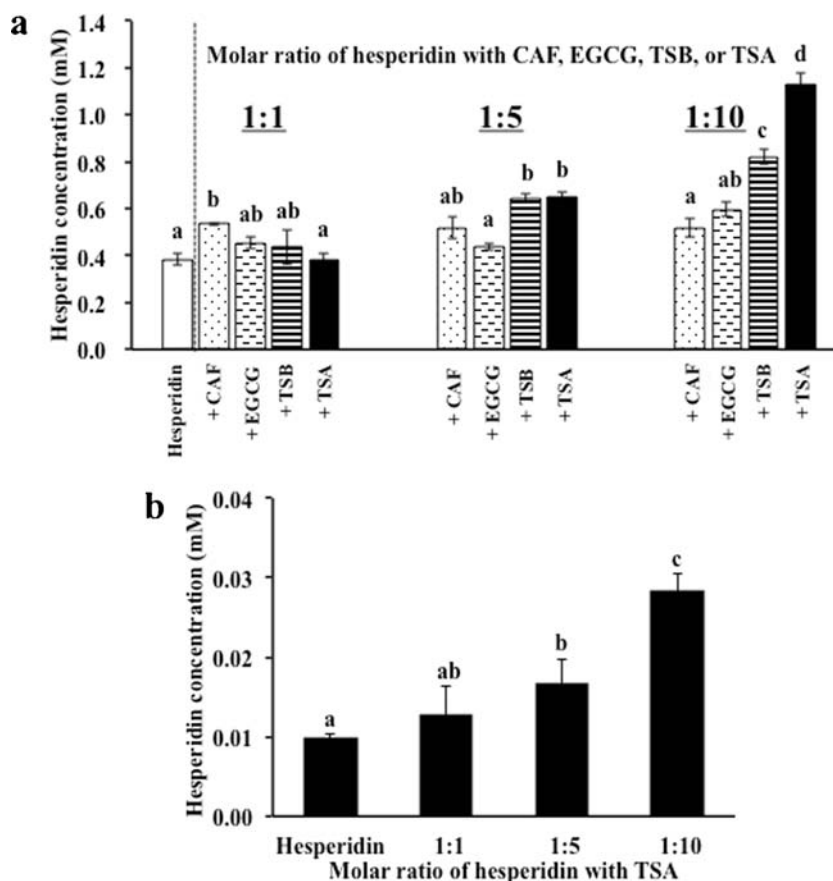 a
Hesperidin concentration (mM)
1.4
1.2
1.0
0.8
0.6
0.4
0.2
0.0
Molar ratio of hesperidin with CAF, EGCG, TSB, or TSA
1:1
1:5
1:10
a
b
ab
ab
a
ab
a
b
b
a
ab
c
d
Hesperidin
+ CAF
+ EGCG
+ TSB
+ TSA
+ CAF
+ EGCG
+ TSB
+ TSA
+ CAF
+ EGCG
+ TSB
+ TSA
b
Hesperidin concentration (mM)
0.04
0.03
0.02
0.01
0.00
a
ab
b
c
Hesperidin 1:1 1:5 1:10
Molar ratio of hesperidin with TSA